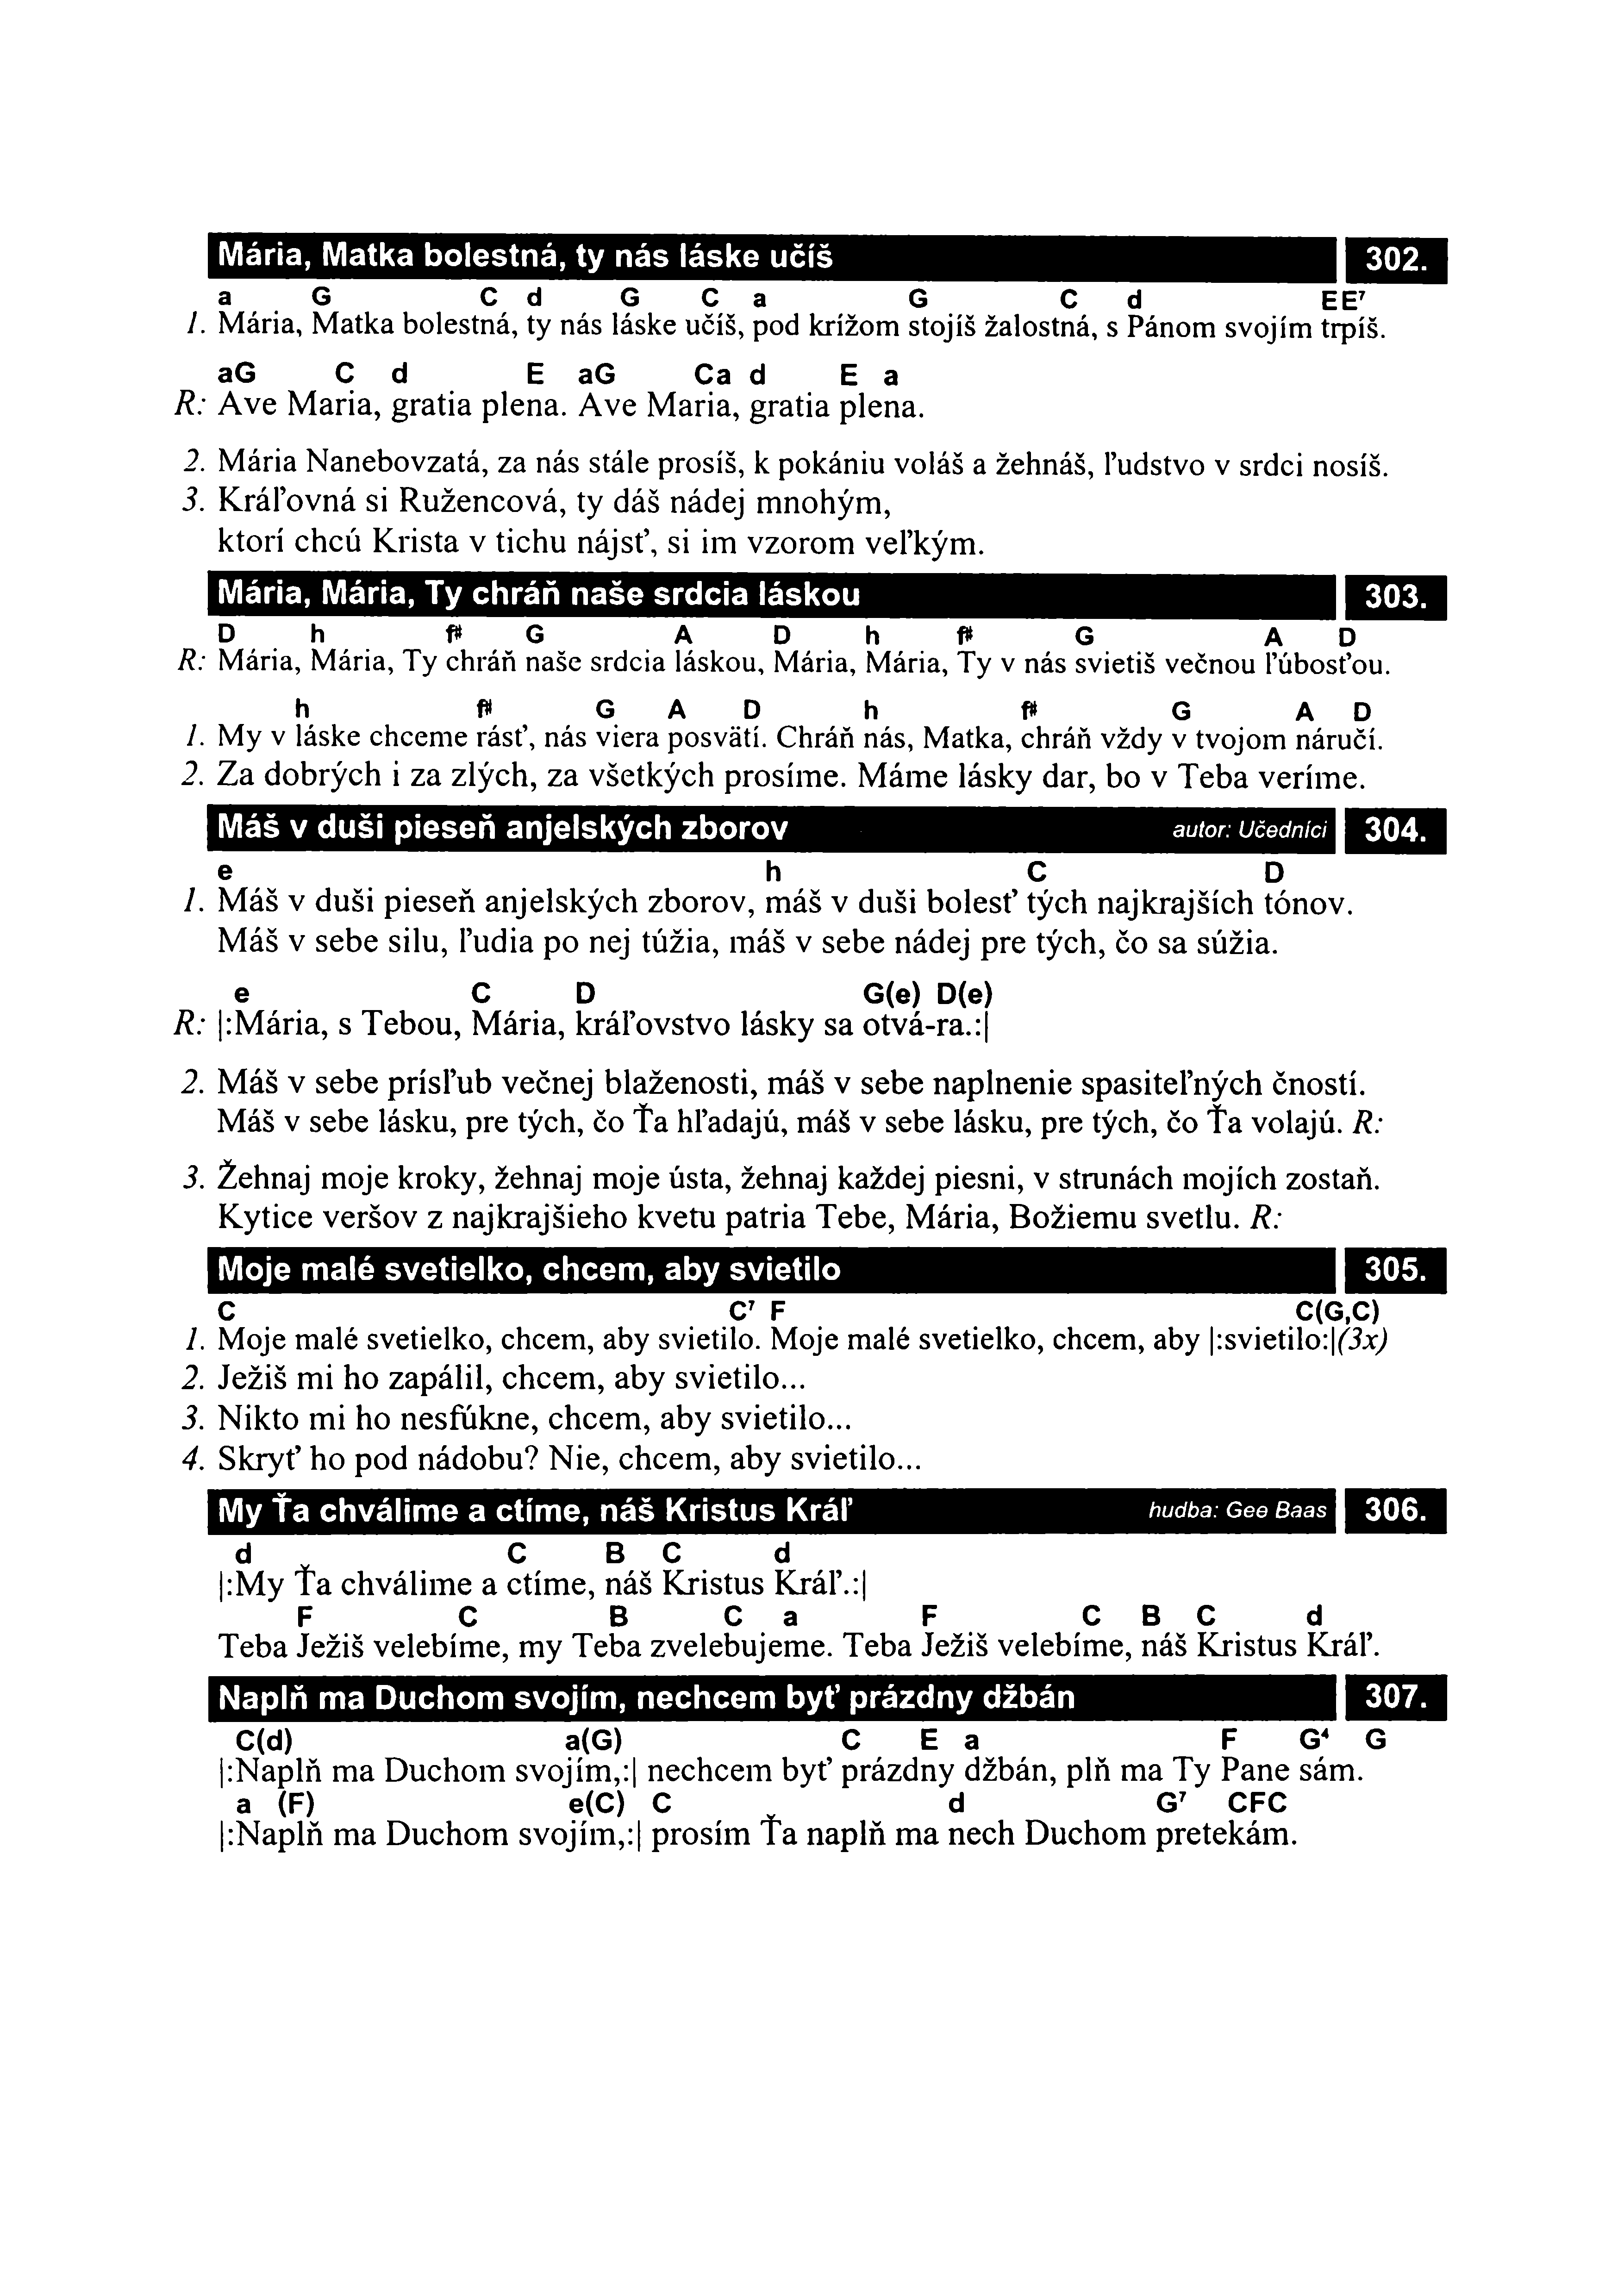 Mária, Matka bolestná, ty nás láske učíš 302.
a G C d G C a G C d E E⁷
1. Mária, Matka bolestná, ty nás láske učíš, pod krížom stojíš žalostná, s Pánom svojím trpíš.
aG C d E aG Ca d E a
R: Ave Maria, gratia plena. Ave Maria, gratia plena.
2. Mária Nanebovzatá, za nás stále prosíš, k pokániu voláš a žehnáš, ľudstvo v srdci nosíš.
3. Kráľovná si Ružencová, ty dáš nádej mnohým,
ktorí chcú Krista v tichu nájsť, si im vzorom veľkým.
Mária, Mária, Ty chráň naše srdcia láskou 303.
D h f# G A D h f# G A D
R: Mária, Mária, Ty chráň naše srdcia láskou, Mária, Mária, Ty v nás svietiš večnou ľúbosťou.
h f# G A D h f# G A D
1. My v láske chceme rásť, nás viera posvätí. Chráň nás, Matka, chráň vždy v tvojom náručí.
2. Za dobrých i za zlých, za všetkých prosíme. Máme lásky dar, bo v Teba veríme.
Máš v duši pieseň anjelských zborov autor: Učedníci 304.
e h C D
1. Máš v duši pieseň anjelských zborov, máš v duši bolesť tých najkrajších tónov.
Máš v sebe silu, ľudia po nej túžia, máš v sebe nádej pre tých, čo sa súžia.
e C D G(e) D(e)
R: |:Mária, s Tebou, Mária, kráľovstvo lásky sa otvá-ra.:|
2. Máš v sebe prísľub večnej blaženosti, máš v sebe naplnenie spasiteľných čností.
Máš v sebe lásku, pre tých, čo Ťa hľadajú, máš v sebe lásku, pre tých, čo Ťa volajú. R:
3. Žehnaj moje kroky, žehnaj moje ústa, žehnaj každej piesni, v strunách mojích zostaň.
Kytice veršov z najkrajšieho kvetu patria Tebe, Mária, Božiemu svetlu. R:
Moje malé svetielko, chcem, aby svietilo 305.
C C⁷ F C(G,C)
1. Moje malé svetielko, chcem, aby svietilo. Moje malé svetielko, chcem, aby |:svietilo:|(3x)
2. Ježiš mi ho zapálil, chcem, aby svietilo...
3. Nikto mi ho nesfúkne, chcem, aby svietilo...
4. Skryť ho pod nádobu? Nie, chcem, aby svietilo...
My Ťa chválime a ctíme, náš Kristus Kráľ hudba: Gee Baas 306.
d C B C d
|:My Ťa chválime a ctíme, náš Kristus Kráľ.:|
F C B C a F C B C d
Teba Ježiš velebíme, my Teba zvelebujeme. Teba Ježiš velebíme, náš Kristus Kráľ.
Naplň ma Duchom svojím, nechcem byť prázdny džbán 307.
C(d) a(G) C E a F G⁴ G
|:Naplň ma Duchom svojím,:| nechcem byť prázdny džbán, plň ma Ty Pane sám.
a (F) e(C) C d G⁷ CFC
|:Naplň ma Duchom svojím,:| prosím Ťa naplň ma nech Duchom pretekám.